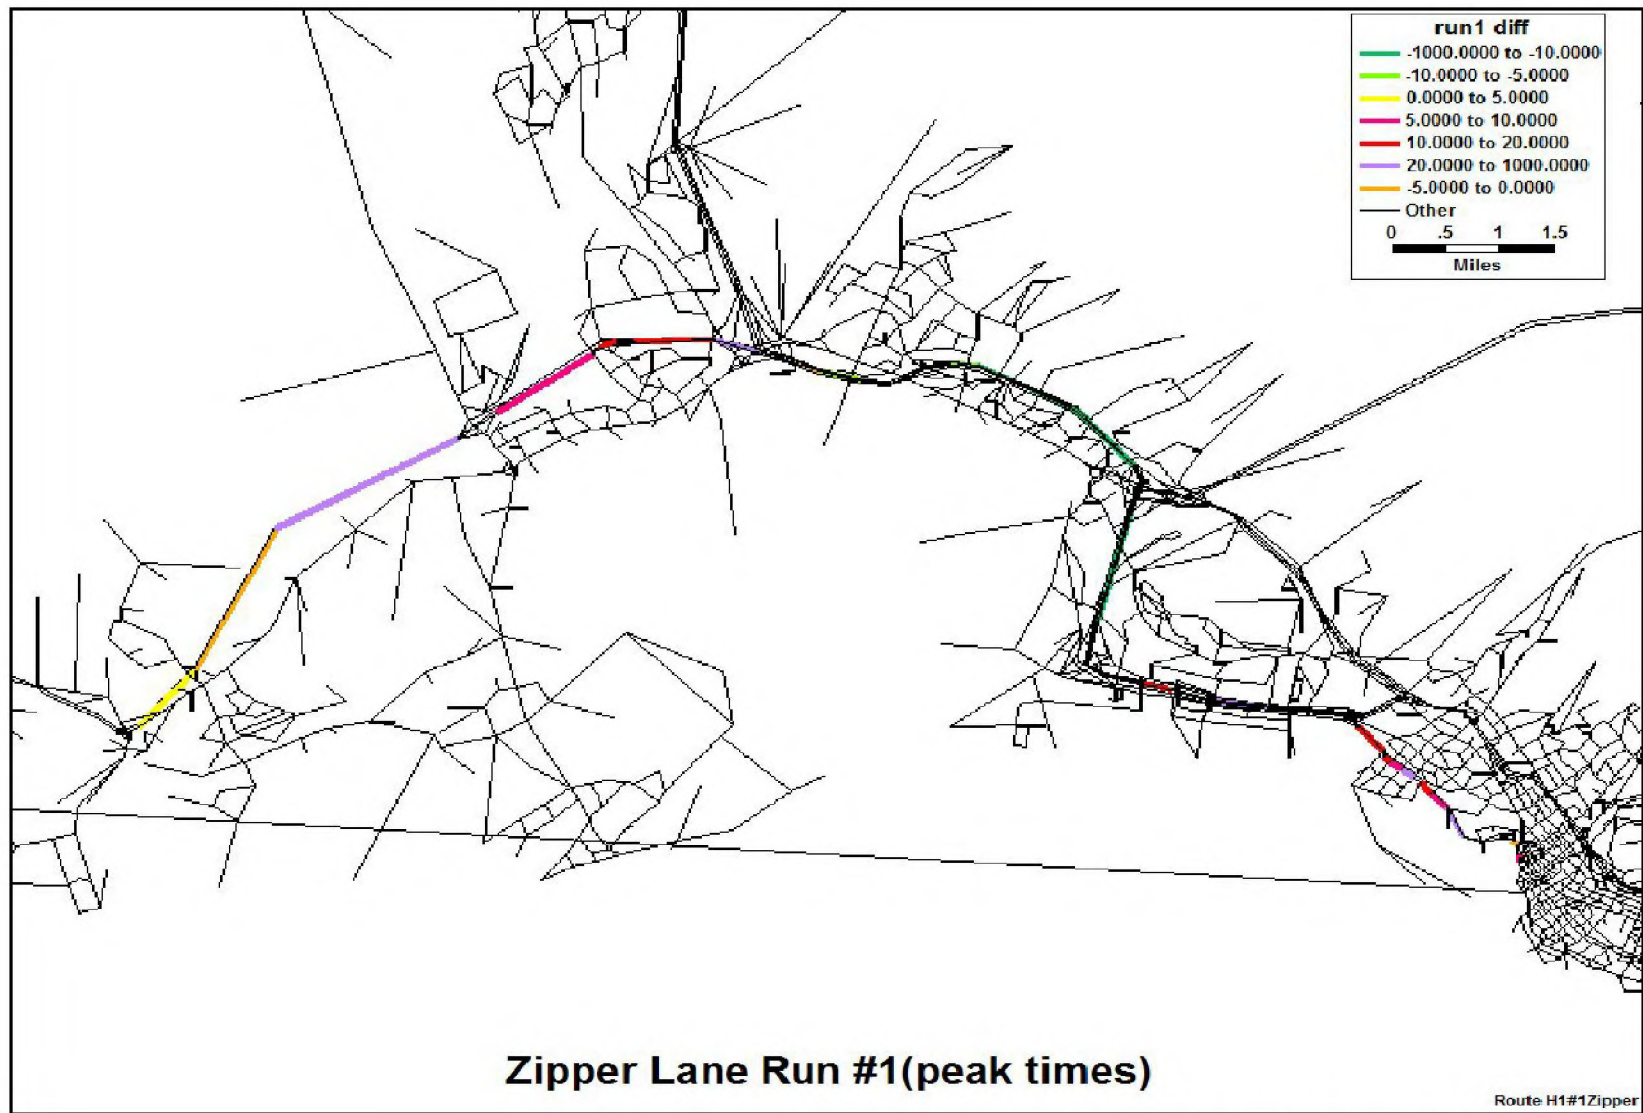 run1 diff
-1000.0000 to -10.0000
-10.0000 to -5.0000
0.0000 to 5.0000
5.0000 to 10.0000
10.0000 to 20.0000
20.0000 to 1000.0000
-5.0000 to 0.0000
Other
0 .5 1 1.5
Miles
Zipper Lane Run #1(peak times)
Route H1#1Zipper